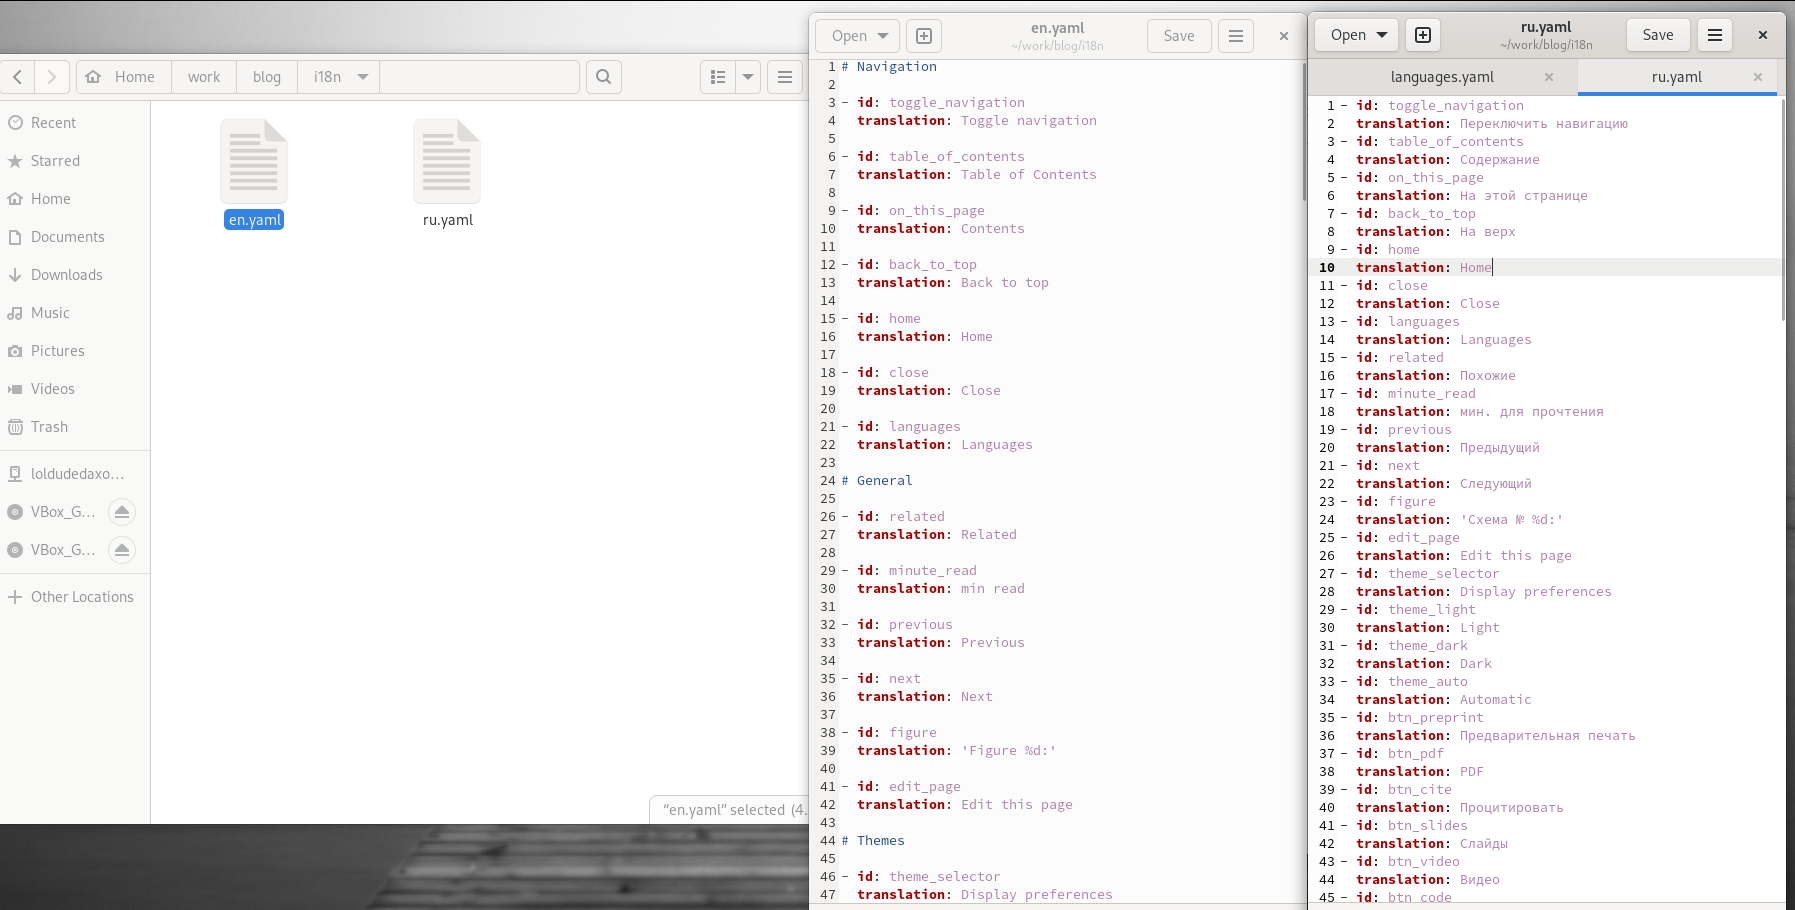 Home
work
blog
i18n
Recent
Starred
Home
Documents
Downloads
Music
Pictures
Videos
Trash
loldudedaxo...
VBox_G...
VBox_G...
Other Locations
en.yaml
ru.yaml
“en.yaml” selected (4.
Open
en.yaml
~/work/blog/i18n
Save
1 # Navigation
2
3 - id: toggle_navigation
4 translation: Toggle navigation
5
6 - id: table_of_contents
7 translation: Table of Contents
8
9 - id: on_this_page
10 translation: Contents
11
12 - id: back_to_top
13 translation: Back to top
14
15 - id: home
16 translation: Home
17
18 - id: close
19 translation: Close
20
21 - id: languages
22 translation: Languages
23
24 # General
25
26 - id: related
27 translation: Related
28
29 - id: minute_read
30 translation: min read
31
32 - id: previous
33 translation: Previous
34
35 - id: next
36 translation: Next
37
38 - id: figure
39 translation: 'Figure %d:'
40
41 - id: edit_page
42 translation: Edit this page
43
44 # Themes
45
46 - id: theme_selector
47 translation: Display preferences
Open
ru.yaml
~/work/blog/i18n
Save
languages.yaml
ru.yaml
1 - id: toggle_navigation
2 translation: Переключить навигацию
3 - id: table_of_contents
4 translation: Содержание
5 - id: on_this_page
6 translation: На этой странице
7 - id: back_to_top
8 translation: На верх
9 - id: home
10 translation: Home
11 - id: close
12 translation: Close
13 - id: languages
14 translation: Languages
15 - id: related
16 translation: Похожие
17 - id: minute_read
18 translation: мин. для прочтения
19 - id: previous
20 translation: Предыдущий
21 - id: next
22 translation: Следующий
23 - id: figure
24 translation: 'Схема № %d:'
25 - id: edit_page
26 translation: Edit this page
27 - id: theme_selector
28 translation: Display preferences
29 - id: theme_light
30 translation: Light
31 - id: theme_dark
32 translation: Dark
33 - id: theme_auto
34 translation: Automatic
35 - id: btn_preprint
36 translation: Предварительная печать
37 - id: btn_pdf
38 translation: PDF
39 - id: btn_cite
40 translation: Процитировать
41 - id: btn_slides
42 translation: Слайды
43 - id: btn_video
44 translation: Видео
45 - id: btn_code